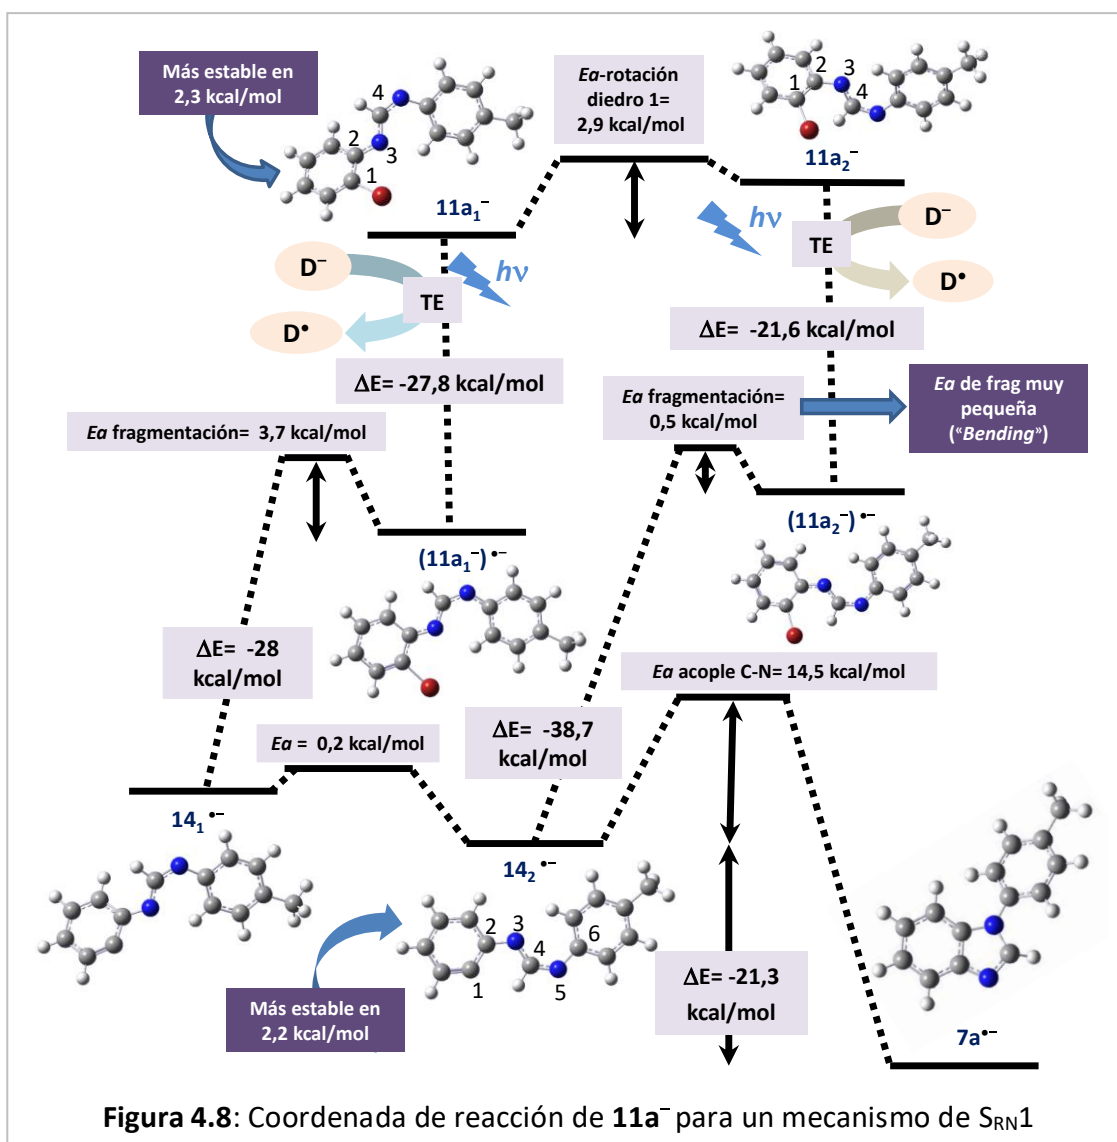 Más estable en
2,3 kcal/mol
4
2
3
1
11a₁⁻
Ea-rotación
diedro 1=
2,9 kcal/mol
2
3
1
4
11a₂⁻
D⁻
hν
TE
D•
ΔE= -27,8 kcal/mol
hν
D⁻
TE
D•
ΔE= -21,6 kcal/mol
Ea fragmentación= 3,7 kcal/mol
Ea fragmentación=
0,5 kcal/mol
Ea de frag muy
pequeña
(«Bending»)
(11a₁⁻)•⁻
(11a₂⁻)•⁻
ΔE= -28
kcal/mol
Ea acople C-N= 14,5 kcal/mol
ΔE= -38,7
kcal/mol
Ea = 0,2 kcal/mol
14₁•⁻
14₂•⁻
2
3
4
6
1
5
Más estable en
2,2 kcal/mol
ΔE= -21,3
kcal/mol
7a•⁻
Figura 4.8: Coordenada de reacción de 11a⁻ para un mecanismo de SRN1